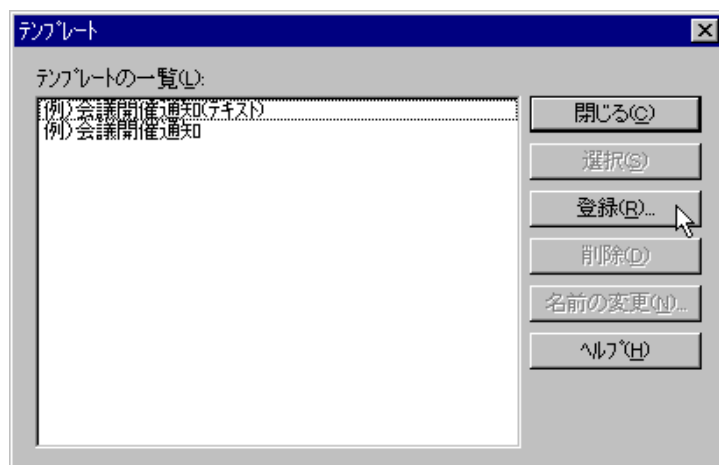 テンプレート
テンプレートの一覧(L):
例)会議開催通知(テキスト)
例)会議開催通知
閉じる(C)
選択(S)
登録(R)...
削除(D)
名前の変更(N)...
ヘルプ(H)